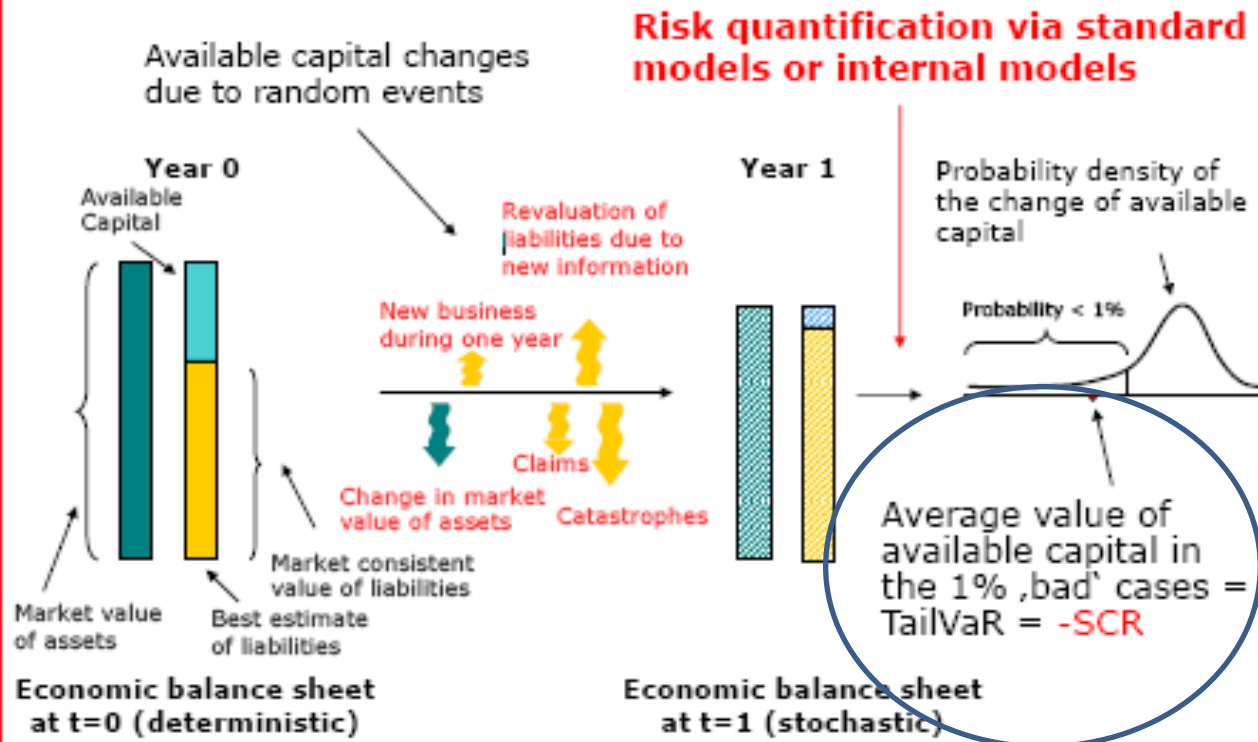 Risk quantification via standard
models or internal models
Available capital changes
due to random events
Year 0
Available
Capital
Year 1
Probability density of
the change of available
capital
Revaluation of
liabilities due to
new information
New business
during one year
Probability < 1%
Claims
Change in market
value of assets
Catastrophes
Market consistent
value of liabilities
Market value
of assets
Best estimate
of liabilities
Average value of
available capital in
the 1% ‚bad‘ cases =
TailVaR = -SCR
Economic balance sheet
at t=0 (deterministic)
Economic balance sheet
at t=1 (stochastic)